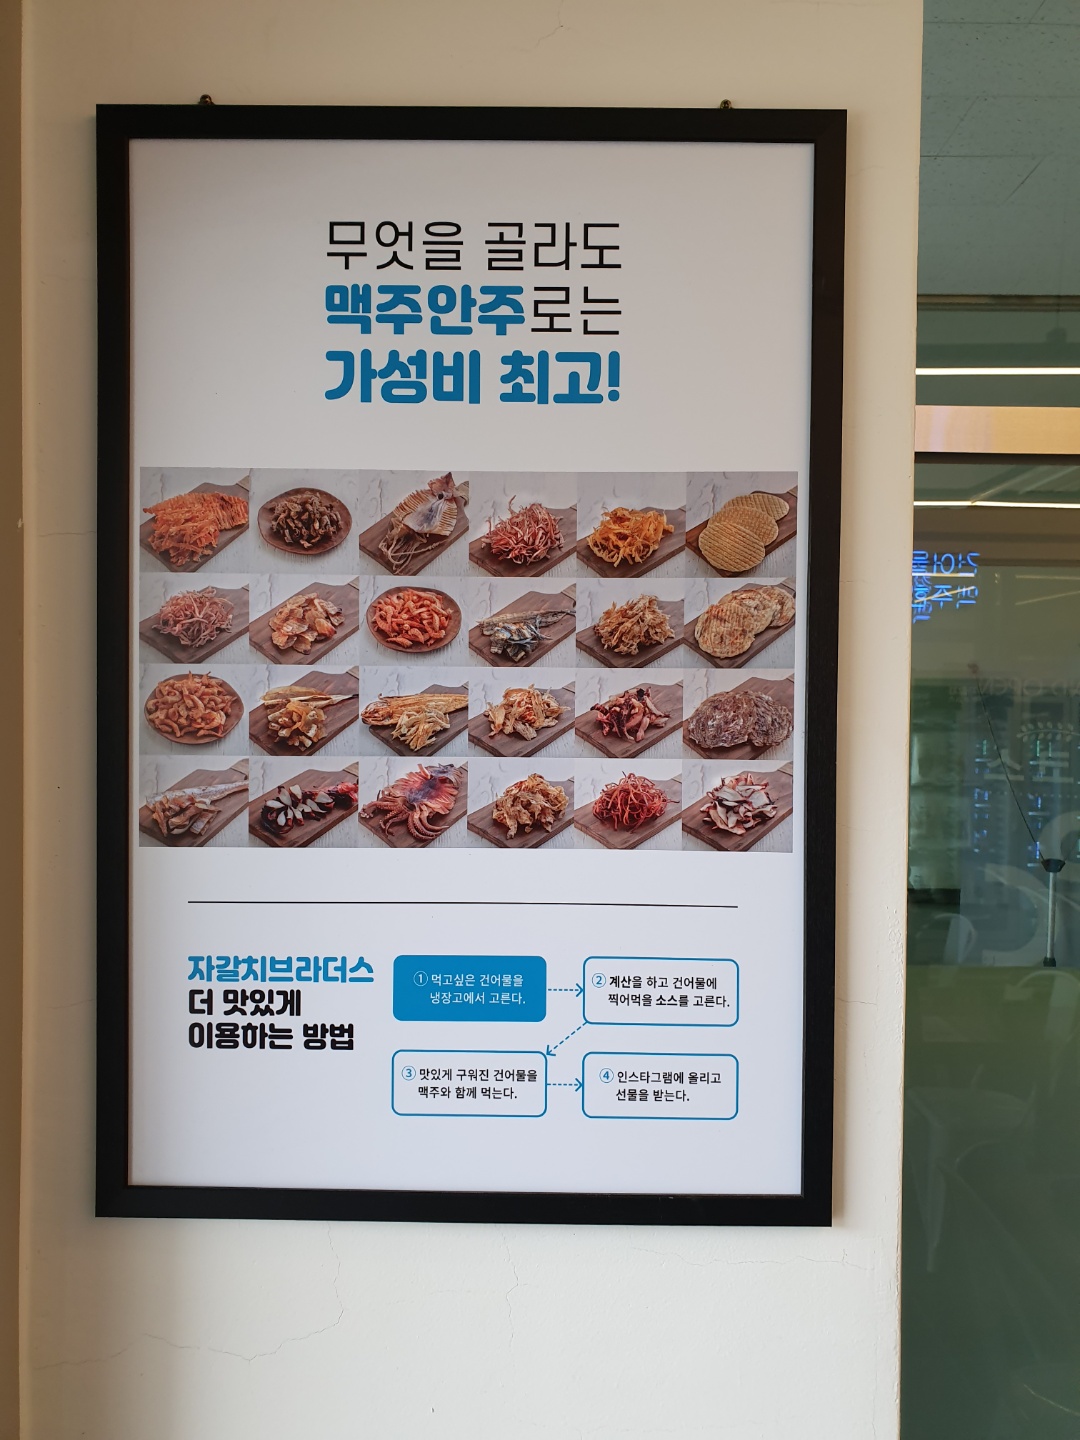 무엇을 골라도
맥주안주로는
가성비 최고!
자갈치브라더스
더 맛있게
이용하는 방법
① 먹고싶은 건어물을
냉장고에서 고른다.
② 계산을 하고 건어물에
찍어먹을 소스를 고른다.
③ 맛있게 구워진 건어물을
맥주와 함께 먹는다.
④ 인스타그램에 올리고
선물을 받는다.